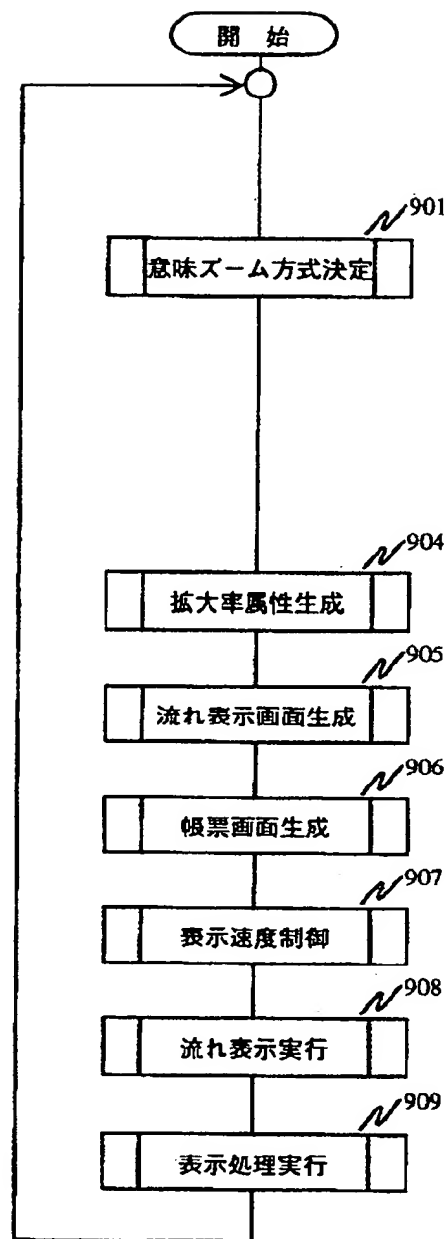 開 始
901
意味ズーム方式決定
904
拡大率属性生成
905
流れ表示画面生成
906
帳票画面生成
907
表示速度制御
908
流れ表示実行
909
表示処理実行